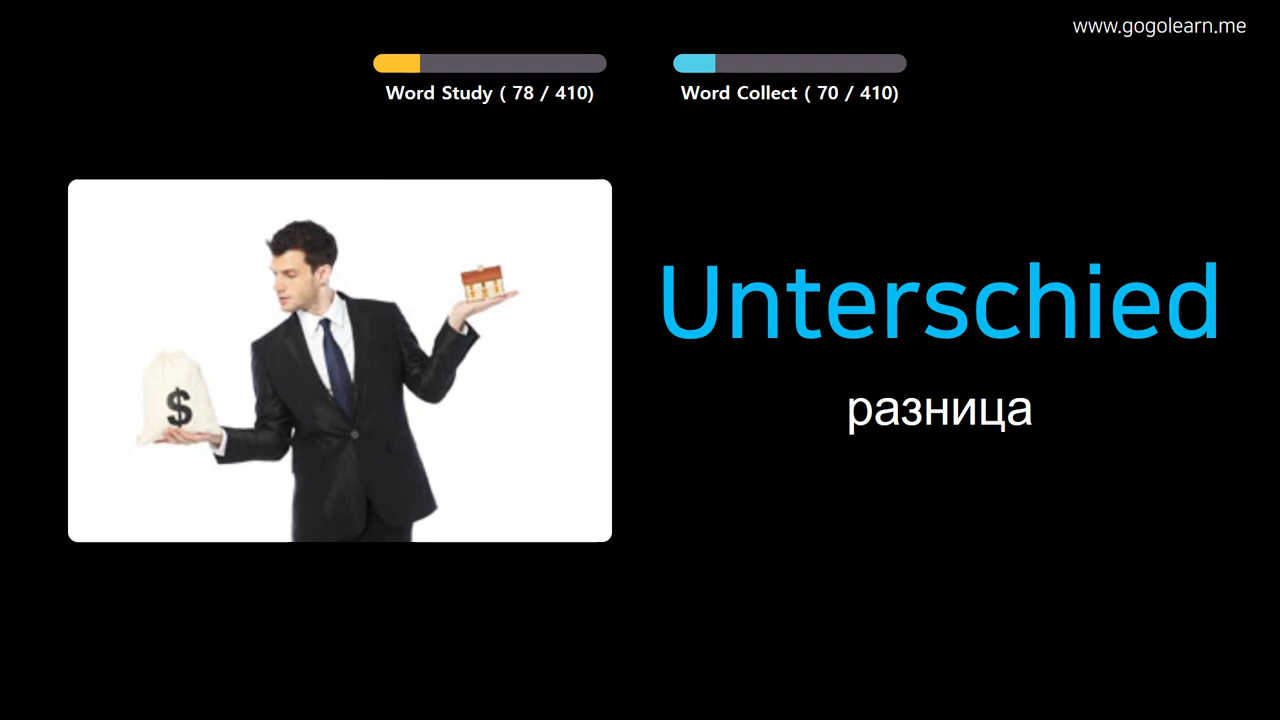 www.gogolearn.me
Word Study ( 78 / 410)
Word Collect ( 70 / 410)
$
Unterschied
разница